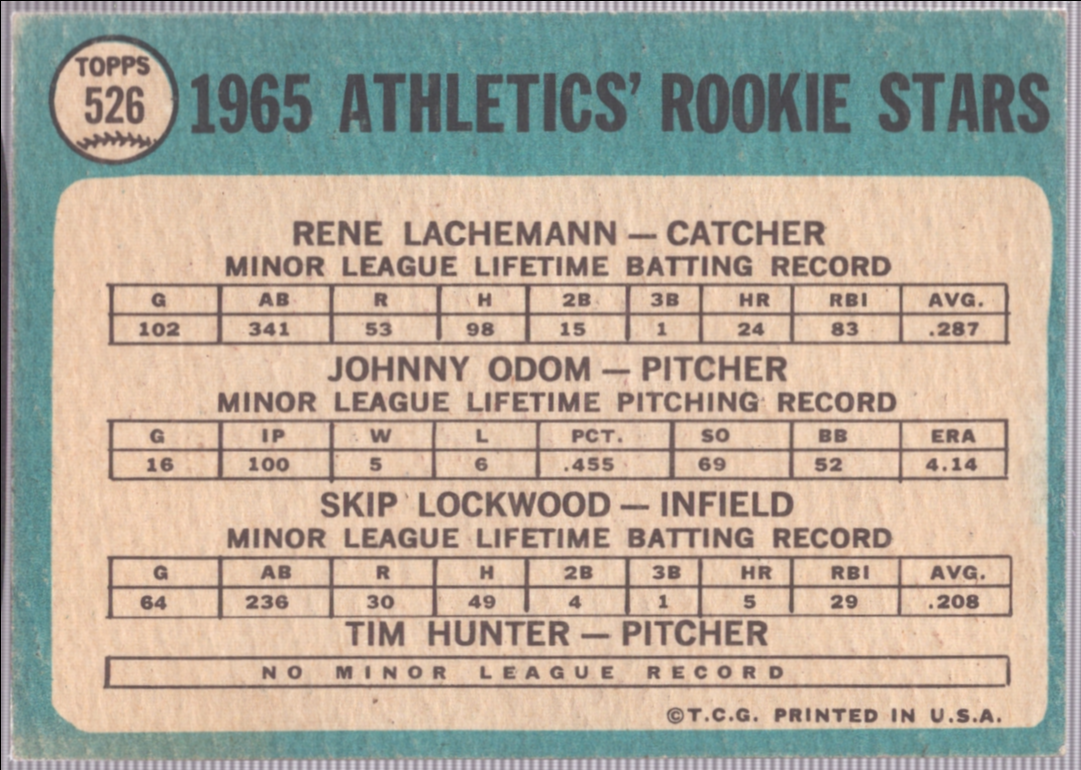 TOPPS
526
1965 ATHLETICS' ROOKIE STARS
RENE LACHEMANN — CATCHER
MINOR LEAGUE LIFETIME BATTING RECORD
G AB R H 2B 3B HR RBI AVG.
102 341 53 98 15 1 24 83 .287
JOHNNY ODOM — PITCHER
MINOR LEAGUE LIFETIME PITCHING RECORD
G IP W L PCT. SO BB ERA
16 100 5 6 .455 69 52 4.14
SKIP LOCKWOOD — INFIELD
MINOR LEAGUE LIFETIME BATTING RECORD
G AB R H 2B 3B HR RBI AVG.
64 236 30 49 4 1 5 29 .208
TIM HUNTER — PITCHER
NO MINOR LEAGUE RECORD
©T.C.G. PRINTED IN U.S.A.